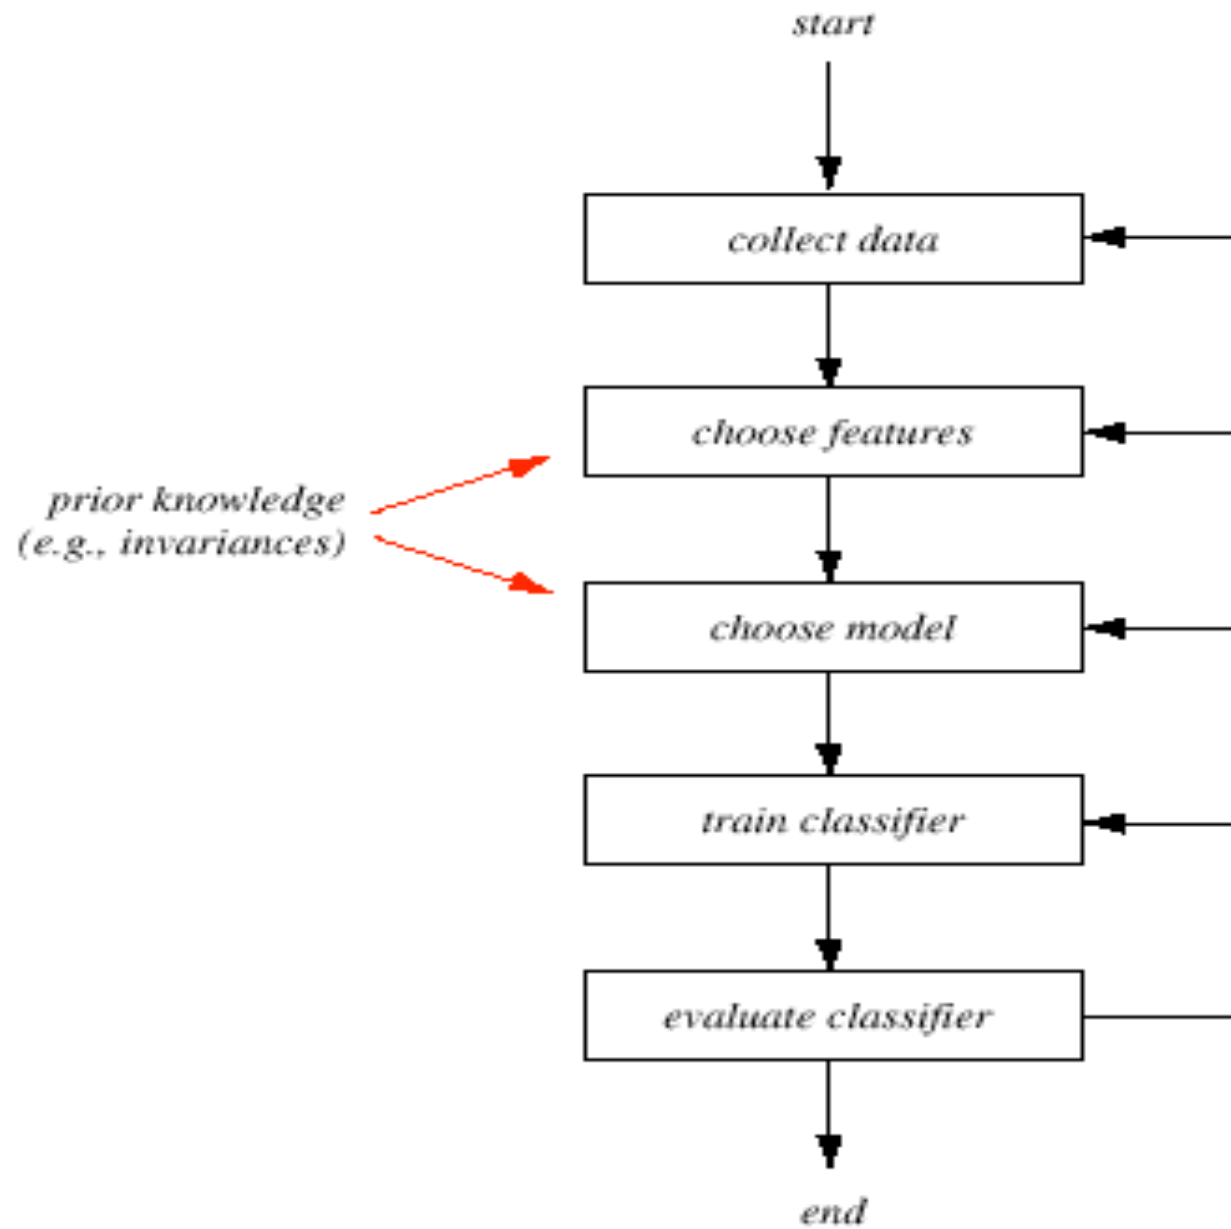 start
collect data
choose features
prior knowledge
(e.g., invariances)
choose model
train classifier
evaluate classifier
end